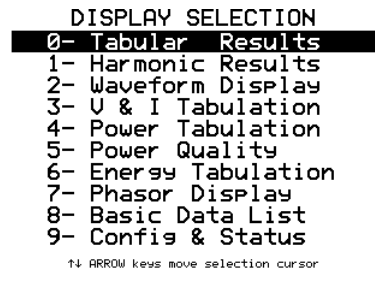 DISPLAY SELECTION
0- Tabular Results
1- Harmonic Results
2- Waveform Display
3- V & I Tabulation
4- Power Tabulation
5- Power Quality
6- Energy Tabulation
7- Phasor Display
8- Basic Data List
9- Config & Status
↑↓ ARROW keys move selection cursor